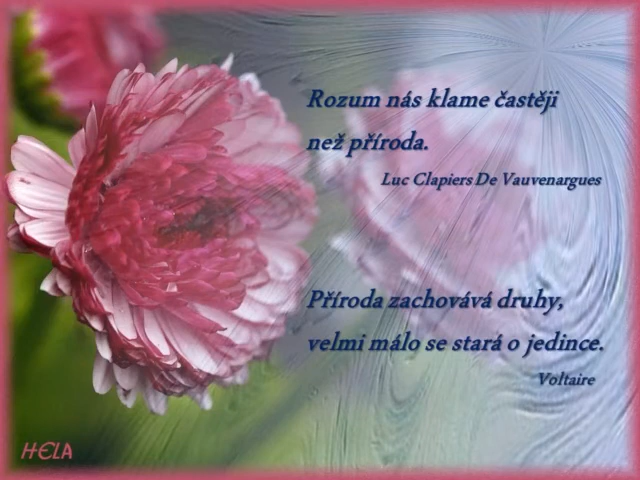 Rozum nás klame častěji
než příroda.
Luc Clapiers De Vauvenargues
Příroda zachovává druhy,
velmi málo se stará o jedince.
Voltaire
HELA